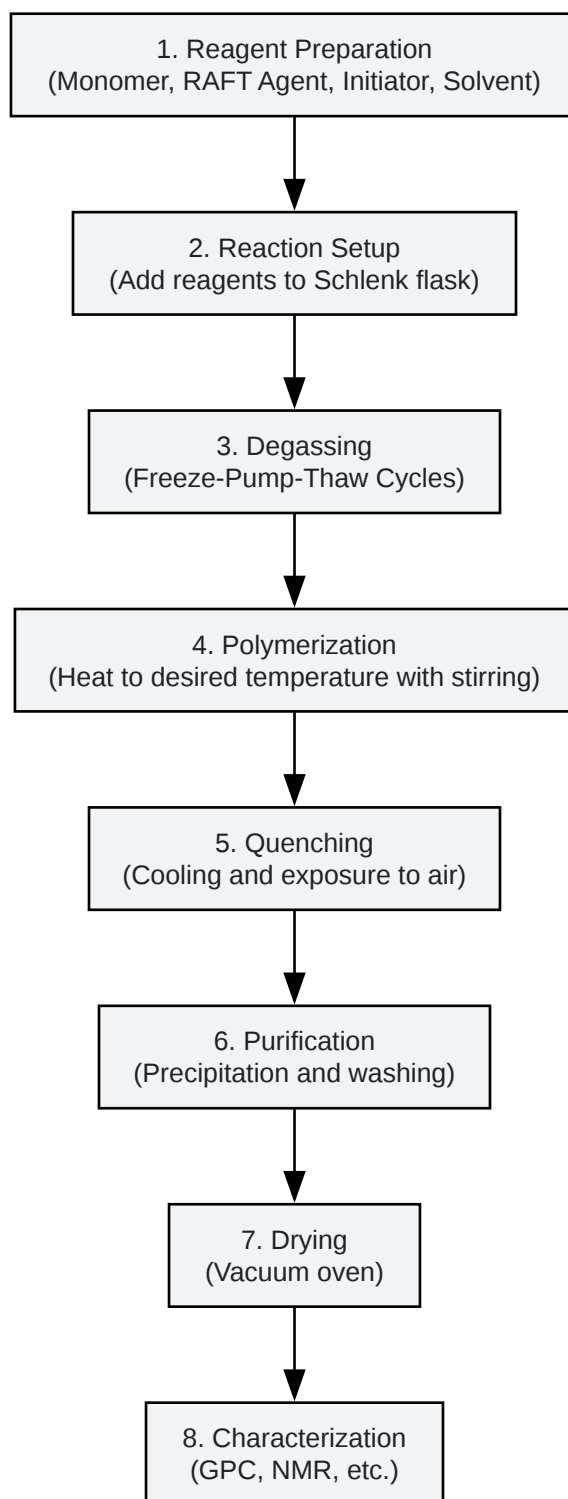 1. Reagent Preparation
(Monomer, RAFT Agent, Initiator, Solvent)
2. Reaction Setup
(Add reagents to Schlenk flask)
3. Degassing
(Freeze-Pump-Thaw Cycles)
4. Polymerization
(Heat to desired temperature with stirring)
5. Quenching
(Cooling and exposure to air)
6. Purification
(Precipitation and washing)
7. Drying
(Vacuum oven)
8. Characterization
(GPC, NMR, etc.)